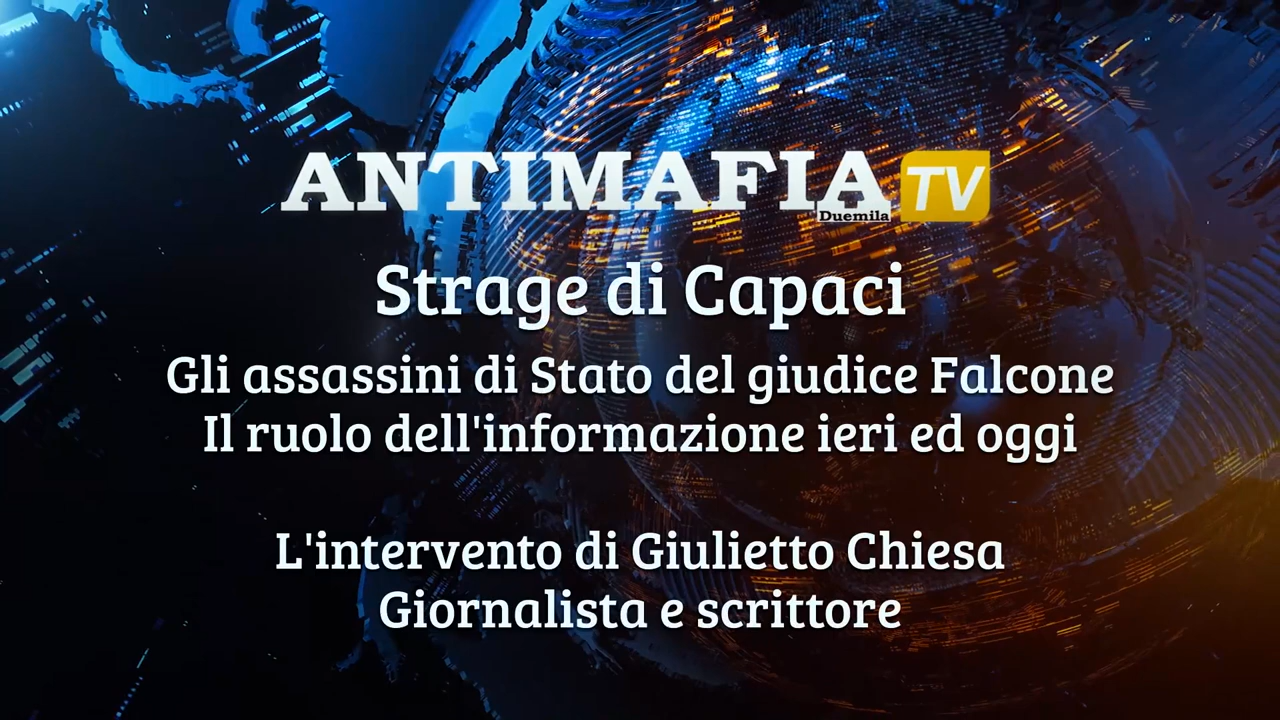 ANTIMAFIA TV
Duemila
Strage di Capaci
Gli assassini di Stato del giudice Falcone
Il ruolo dell'informazione ieri ed oggi
L'intervento di Giulietto Chiesa
Giornalista e scrittore